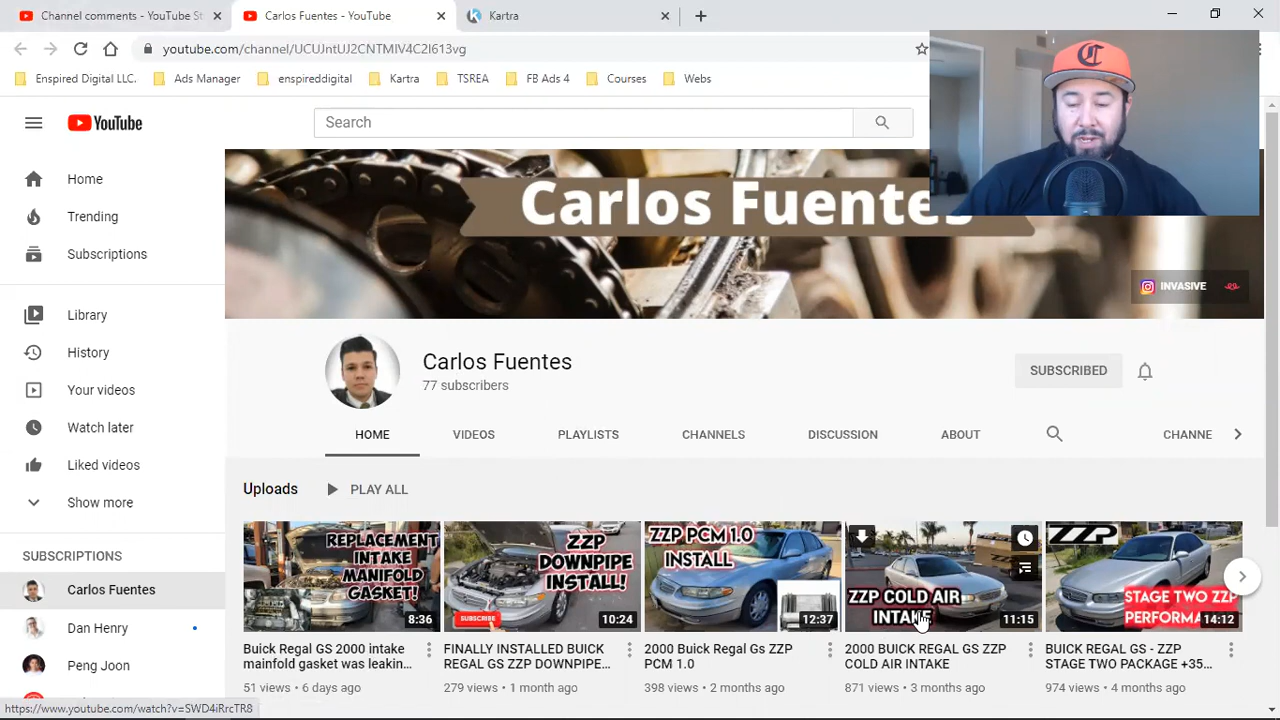 Channel comments - YouTube St
Carlos Fuentes - YouTube
Kartra
youtube.com/channel/UCUJntUJ2CNTMIV4C2I613vg
Enspired Digital LLC.
Ads Manager
enspireddigital
Kartra
TSREA
FB Ads 4
Courses
Webs
YouTube
Search
C
Home
Trending
Subscriptions
Library
History
Your videos
Watch later
Liked videos
Show more
SUBSCRIPTIONS
Carlos Fuentes
Dan Henry
Peng Joon
Carlos Fuentes
INVASIVE
Carlos Fuentes
77 subscribers
SUBSCRIBED
HOME
VIDEOS
PLAYLISTS
CHANNELS
DISCUSSION
ABOUT
CHANNE
Uploads
PLAY ALL
REPLACEMENT
INTAKE
MANIFOLD
GASKET!
8:36
Buick Regal GS 2000 intake
mainfold gasket was leakin...
51 views • 6 days ago
ZZP
DOWNPIPE
INSTALL!
SUBSCRIBE
10:24
FINALLY INSTALLED BUICK
REGAL GS ZZP DOWNPIPE...
279 views • 1 month ago
ZZP PCM 1.0
INSTALL
12:37
2000 Buick Regal Gs ZZP
PCM 1.0
398 views • 2 months ago
ZZP COLD AIR
INTAKE
11:15
2000 BUICK REGAL GS ZZP
COLD AIR INTAKE
871 views • 3 months ago
ZZP
STAGE TWO ZZP
PERFORMA
14:12
BUICK REGAL GS - ZZP
STAGE TWO PACKAGE +35...
974 views • 4 months ago
https://www.youtube.com/watch?v=SWD4iRrcTR8